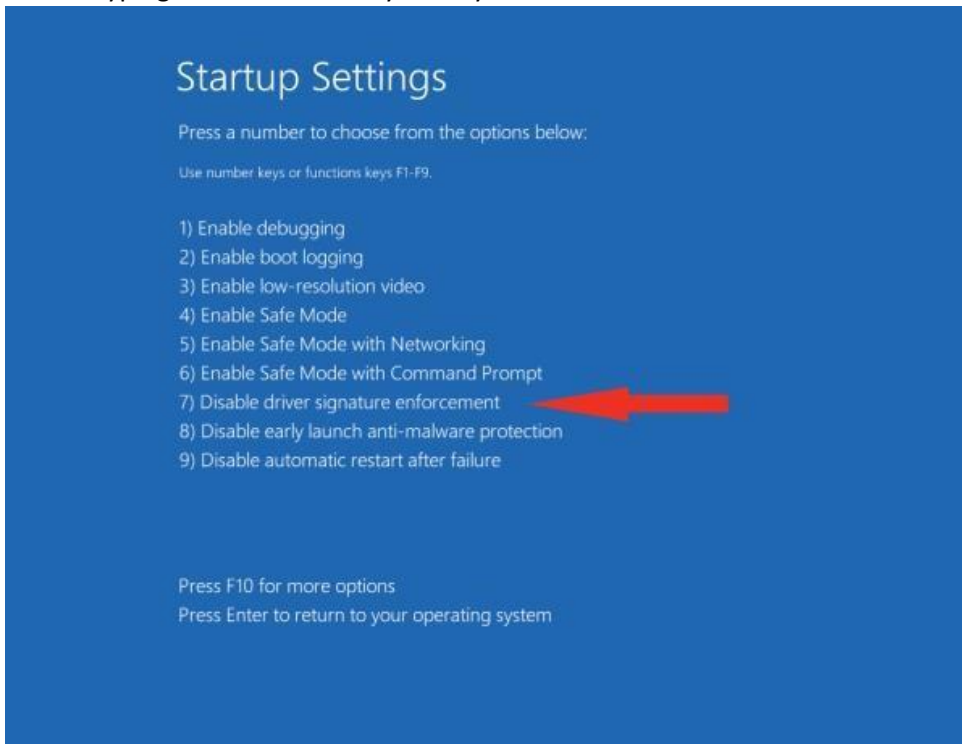 Startup Settings
Press a number to choose from the options below:
Use number keys or functions keys F1-F9.
1) Enable debugging
2) Enable boot logging
3) Enable low-resolution video
4) Enable Safe Mode
5) Enable Safe Mode with Networking
6) Enable Safe Mode with Command Prompt
7) Disable driver signature enforcement
8) Disable early launch anti-malware protection
9) Disable automatic restart after failure
Press F10 for more options
Press Enter to return to your operating system